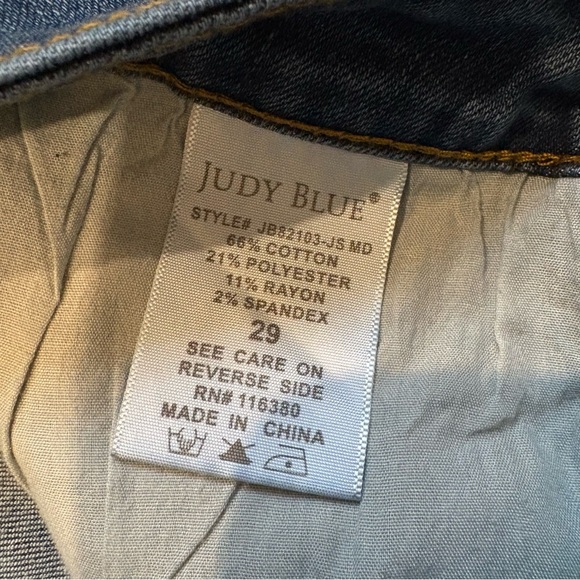 JUDY BLUE®
STYLE# JB82103-JS MD
66% COTTON
21% POLYESTER
11% RAYON
2% SPANDEX
29
SEE CARE ON
REVERSE SIDE
RN# 116380
MADE IN CHINA